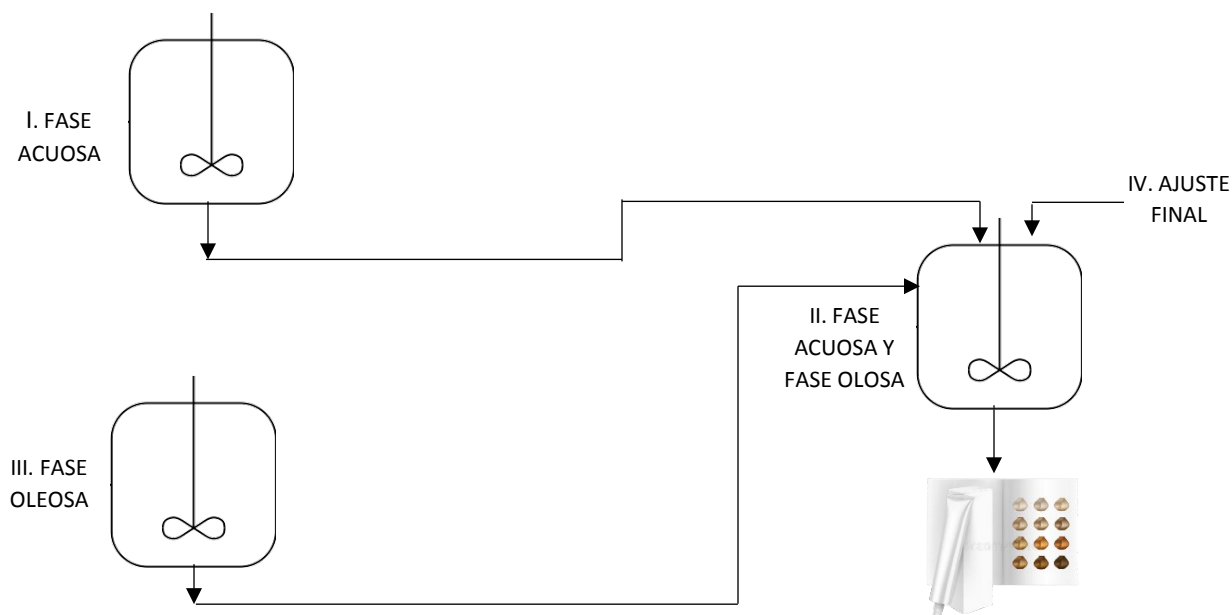 I. FASE
ACUOSA
IV. AJUSTE
FINAL
II. FASE
ACUOSA Y
FASE OLOSA
III. FASE
OLEOSA